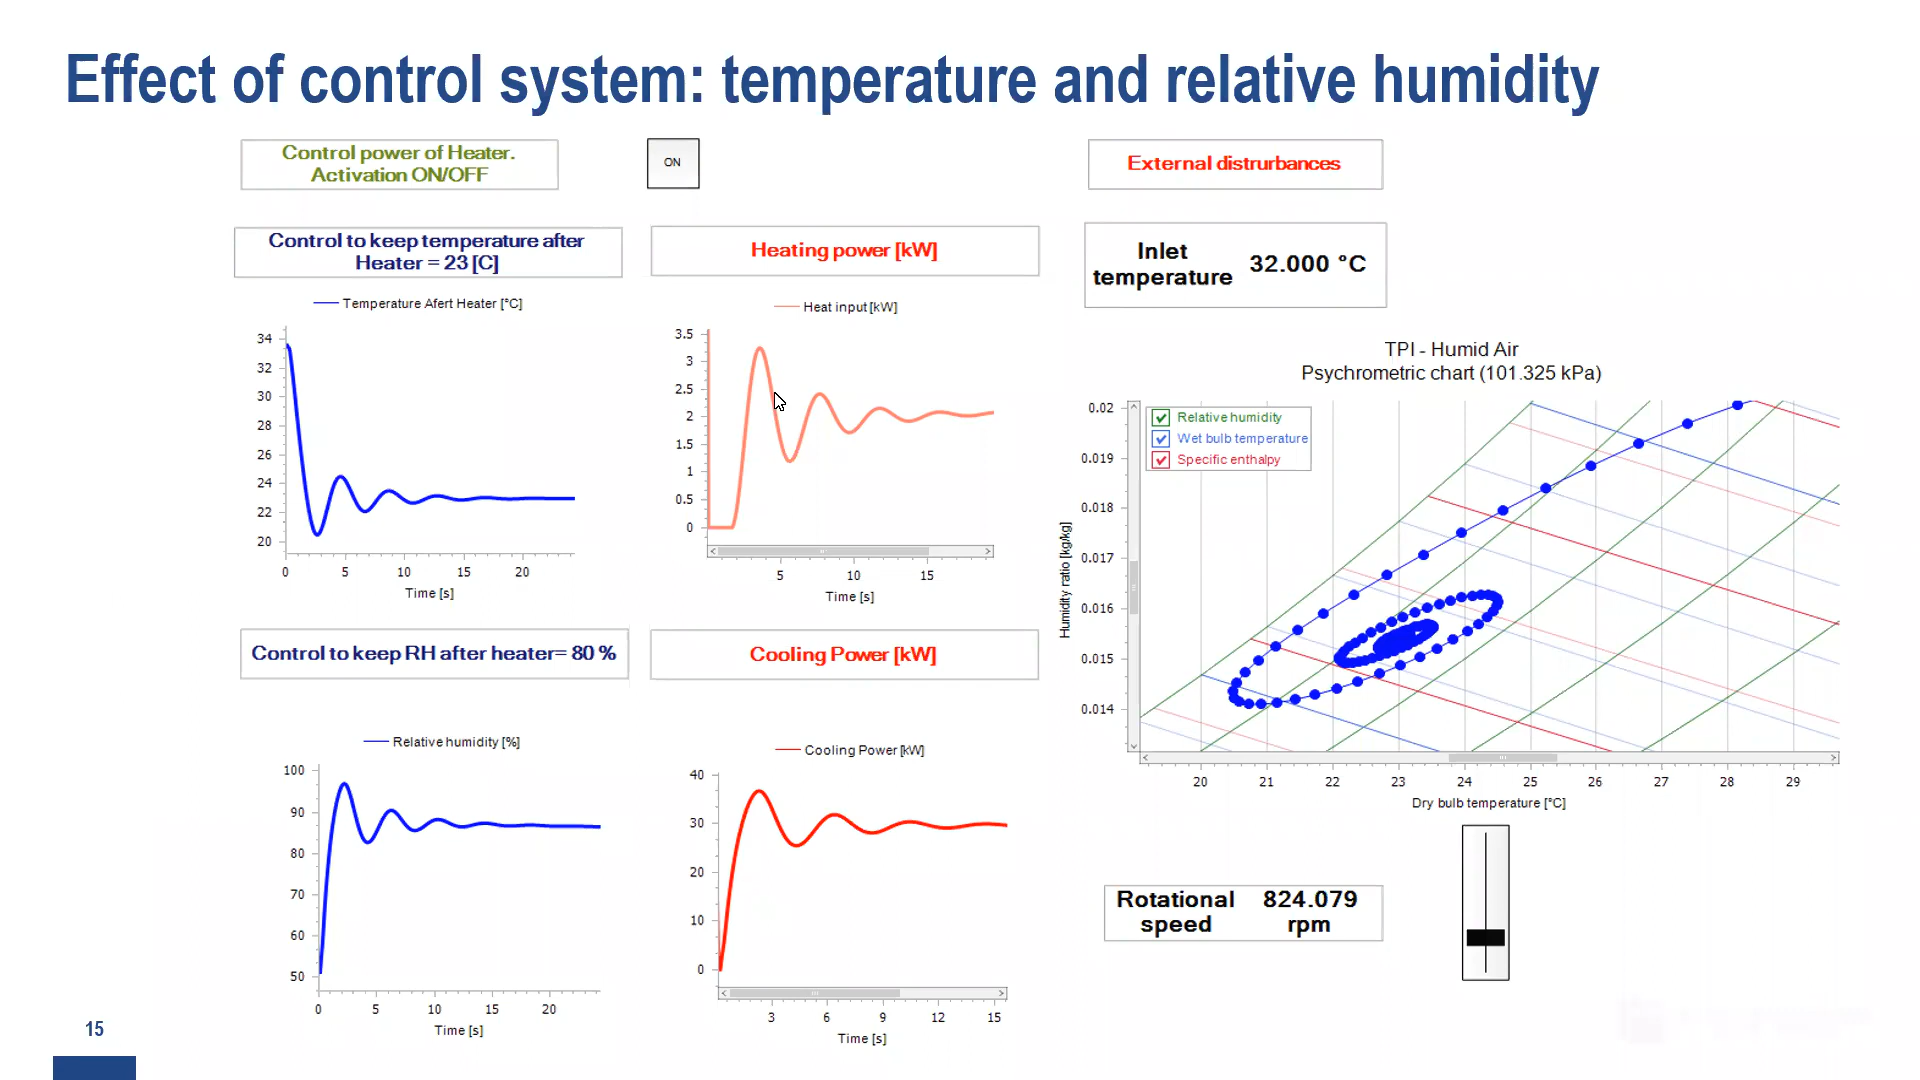 Effect of control system: temperature and relative humidity
Control power of Heater.
Activation ON/OFF
ON
External distrurbances
Control to keep temperature after
Heater = 23 [C]
Heating power [kW]
Inlet
temperature
32.000 °C
Temperature Afert Heater [°C]
34
32
30
28
26
24
22
20
0 5 10 15 20
Time [s]
Heat input [kW]
3.5
3
2.5
2
1.5
1
0.5
0
5 10 15
Time [s]
TPI - Humid Air
Psychrometric chart (101.325 kPa)
Relative humidity
Wet bulb temperature
Specific enthalpy
0.02
0.019
0.018
0.017
0.016
0.015
0.014
Humidity ratio [kg/kg]
20 21 22 23 24 25 26 27 28 29
Dry bulb temperature [°C]
Control to keep RH after heater= 80 %
Cooling Power [kW]
Relative humidity [%]
100
90
80
70
60
50
0 5 10 15 20
Time [s]
Cooling Power [kW]
40
30
20
10
0
3 6 9 12 15
Time [s]
Rotational
speed
824.079
rpm
15